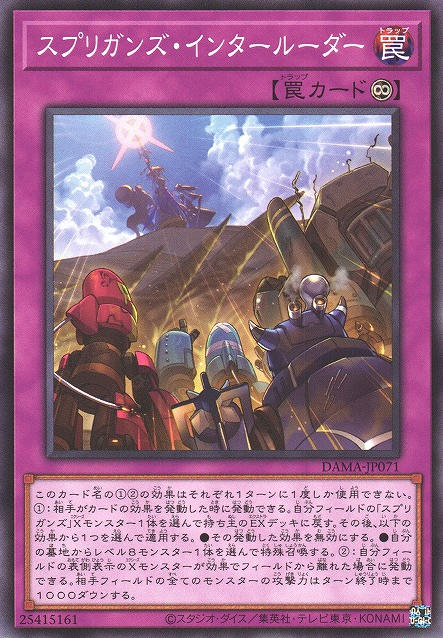 スプリガンズ・インタールーダー
トラップ
罠
トラップ
【罠カード∞】
DAMA-JP071
このカード名の①②の効果はそれぞれ1ターンに1度しか使用できない。
①：相手がカードの効果を発動した時に発動できる。自分フィールドの「スプリ
ガンズ」Xモンスター1体を選んで持ち主のEXデッキに戻す。その後、以下の
効果から1つを選んで適用する。●その発動した効果を無効にする。●自分
の墓地からレベル8モンスター1体を選んで特殊召喚する。②：自分フィー
ルドの表側表示のXモンスターが効果でフィールドから離れた場合に発動
できる。相手フィールドの全てのモンスターの攻撃力はターン終了時まで
1000ダウンする。
25415161
©スタジオ・ダイス／集英社・テレビ東京・KONAMI